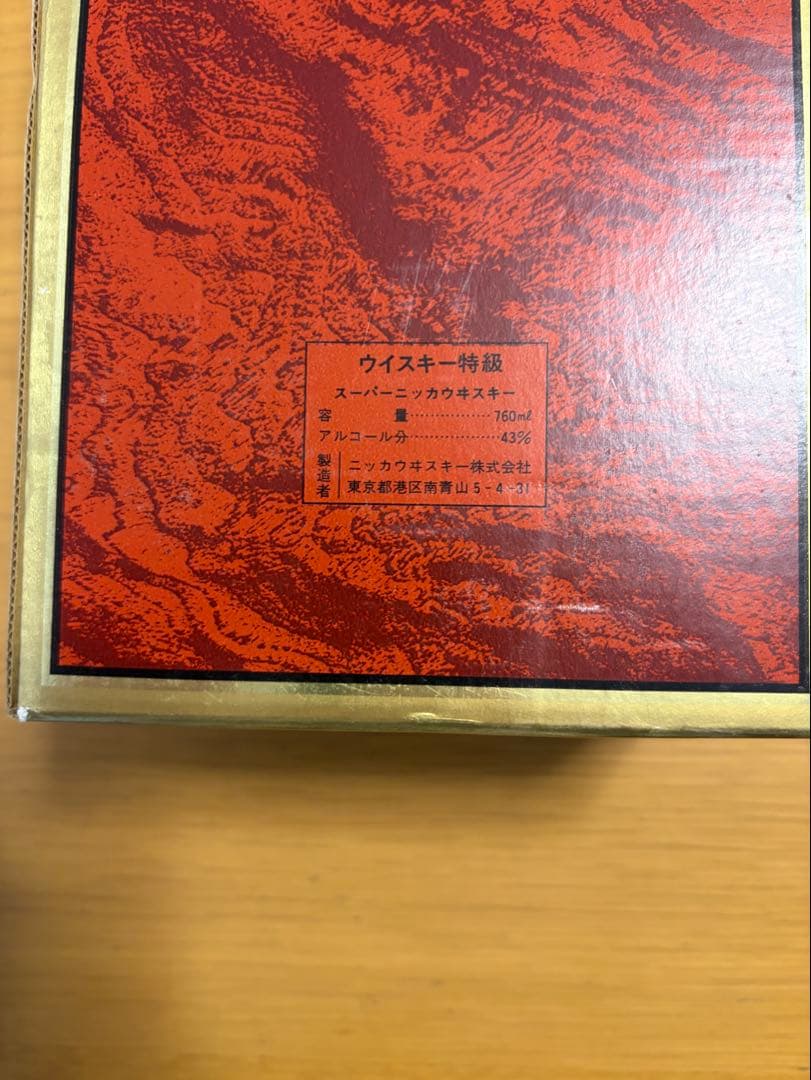 ウイスキー特級
スーパーニッカウヰスキー
容量……………760㎖
アルコール分……………43%
製造者
ニッカウヰスキー株式会社
東京都港区南青山5-4-31